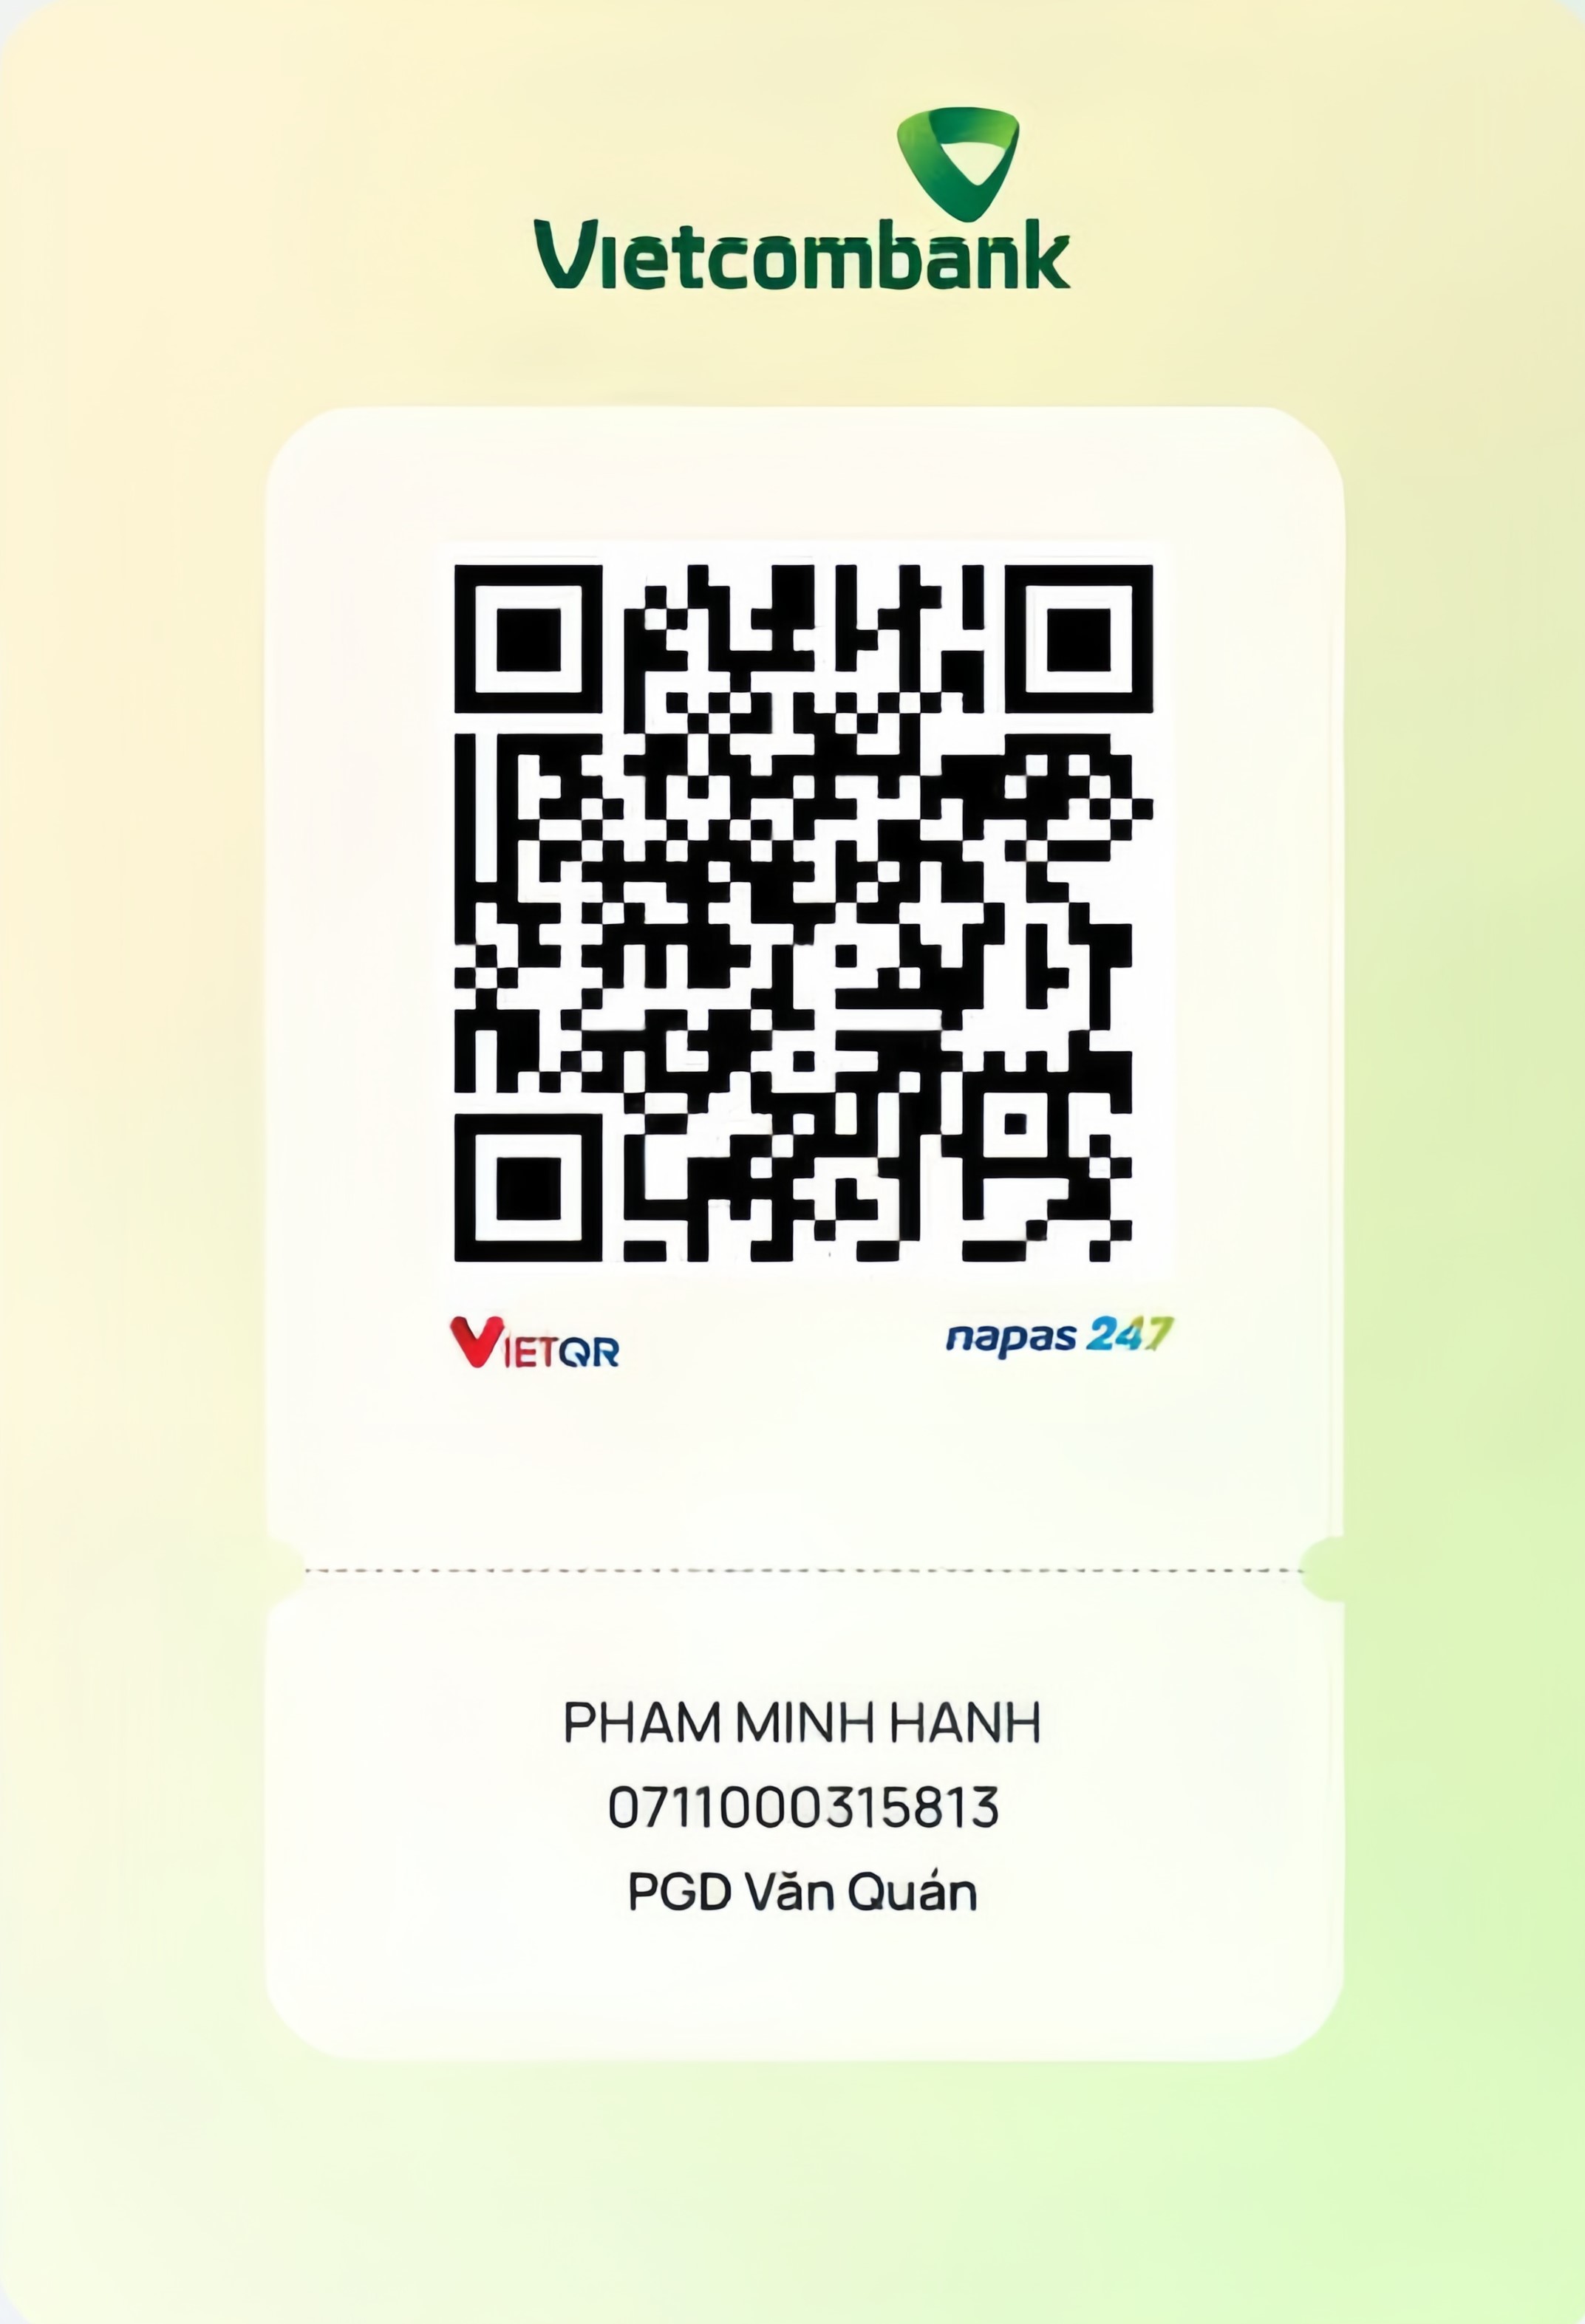 Vietcombank
VIETQR
napas 247
PHAM MINH HANH
0711000315813
PGD Văn Quán